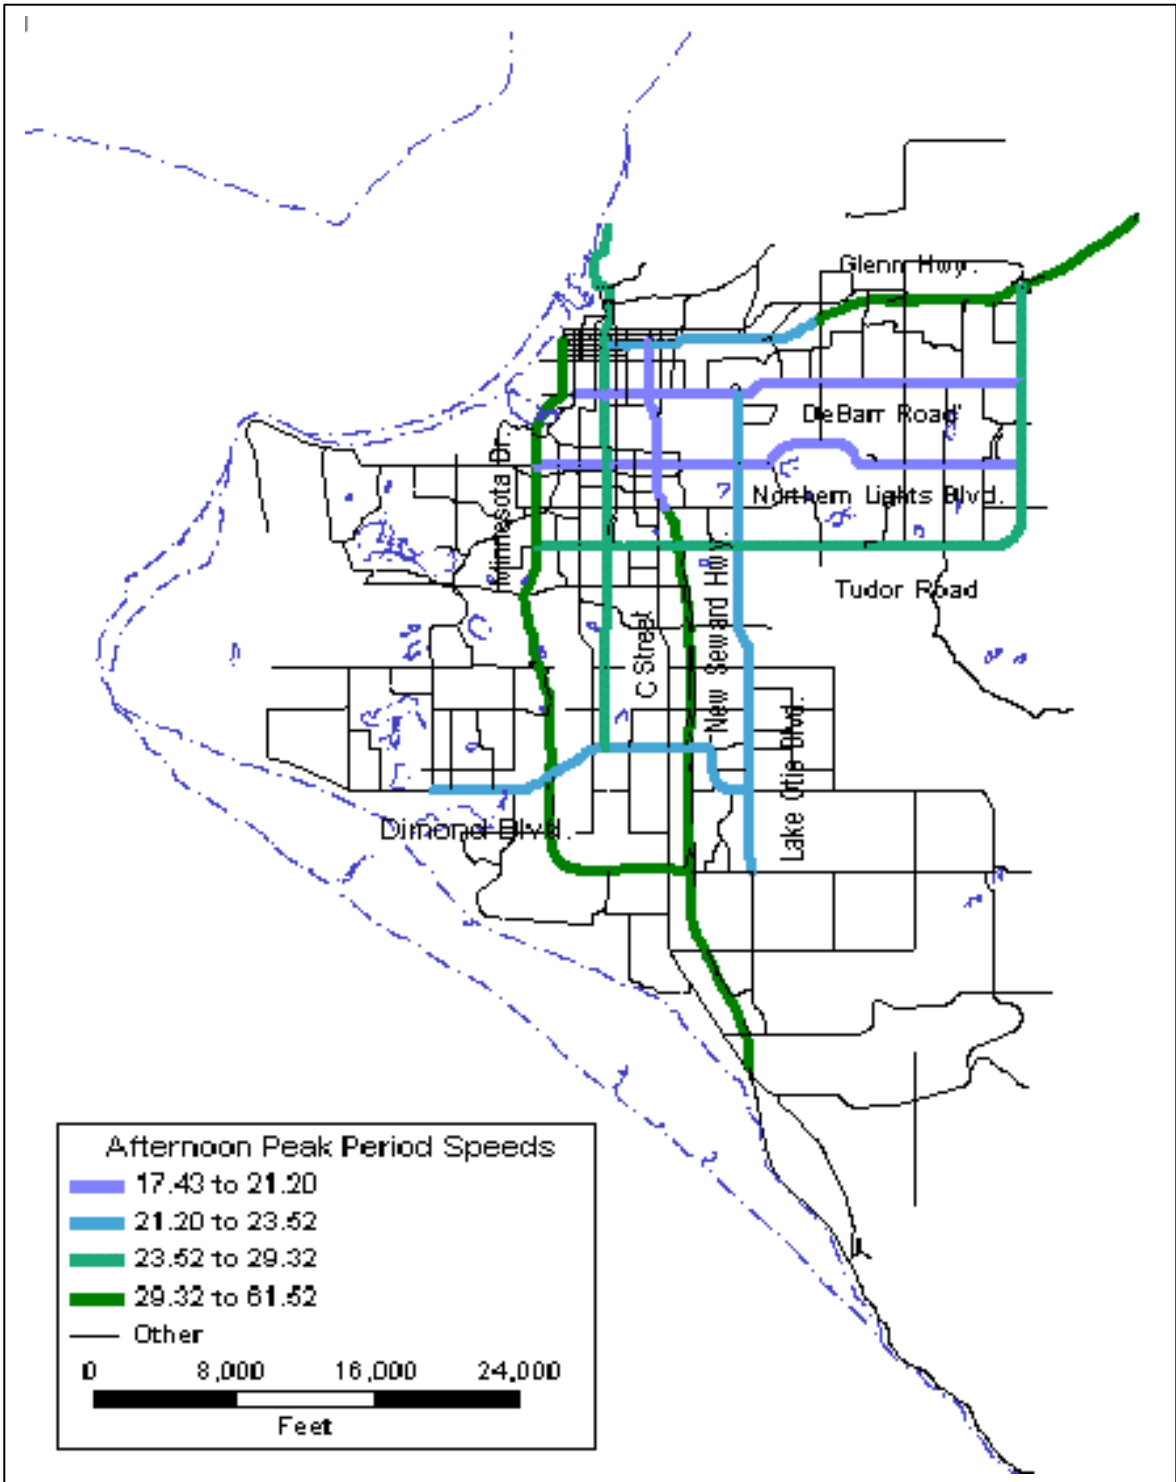 Glenn Hwy.
DeBarr Road
Minnesota Dr.
Northern Lights Blvd.
Tudor Road
C Street
New Seward Hwy.
Lake Otis Blvd.
Dimond Blvd.
Afternoon Peak Period Speeds
17.43 to 21.20
21.20 to 23.52
23.52 to 29.32
29.32 to 61.52
Other
0 8,000 16,000 24,000
Feet